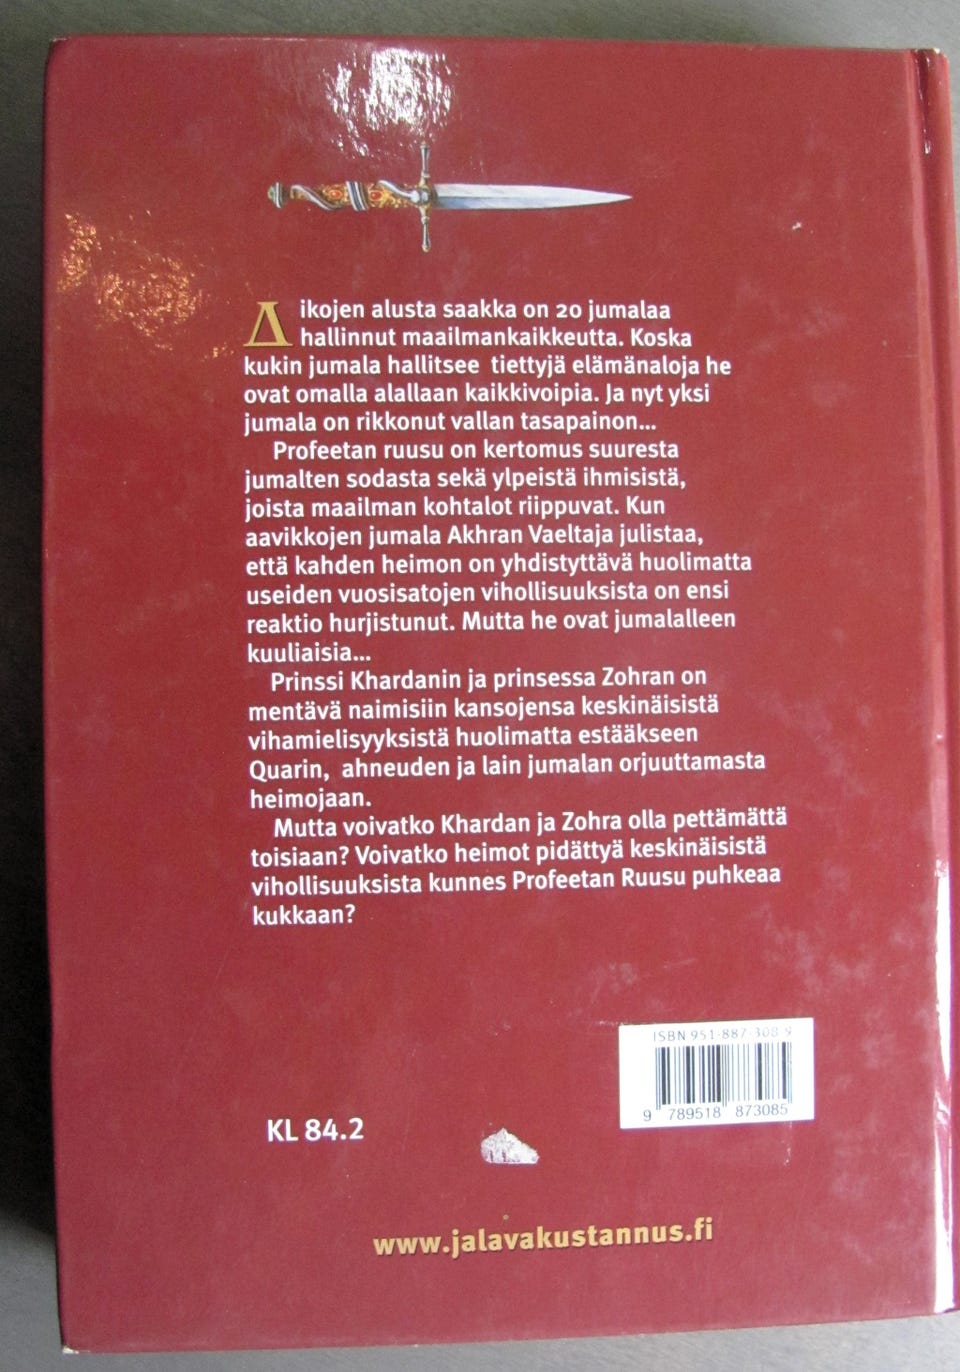 Aikojen alusta saakka on 20 jumalaa
hallinnut maailmankaikkeutta. Koska
kukin jumala hallitsee tiettyjä elämänaloja he
ovat omalla alallaan kaikkivoipia. Ja nyt yksi
jumala on rikkonut vallan tasapainon...
Profeetan ruusu on kertomus suuresta
jumalten sodasta sekä ylpeistä ihmisistä,
joista maailman kohtalot riippuvat. Kun
aavikkojen jumala Akhran Vaeltaja julistaa,
että kahden heimon on yhdistyttävä huolimatta
useiden vuosisatojen vihollisuuksista on ensi
reaktio hurjistunut. Mutta he ovat jumalalleen
kuuliaisia...
Prinssi Khardanin ja prinsessa Zohran on
mentävä naimisiin kansojensa keskinäisistä
vihamielisyyksistä huolimatta estääkseen
Quarin, ahneuden ja lain jumalan orjuuttamasta
heimojaan.
Mutta voivatko Khardan ja Zohra olla pettämättä
toisiaan? Voivatko heimot pidättyä keskinäisistä
vihollisuuksista kunnes Profeetan Ruusu puhkeaa
kukkaan?
ISBN 951-887-308-9
9 789518 873085
KL 84.2
www.jalavakustannus.fi